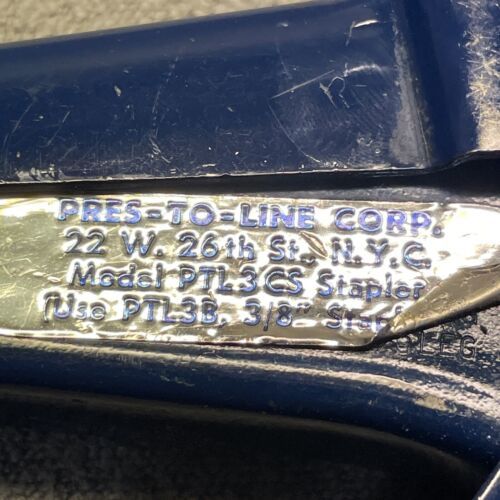 PRES-TO-LINE CORP.
22 W. 26th St., N.Y.C.
Model PTL3CS Stapler
(Use PTL3B, 3/8"